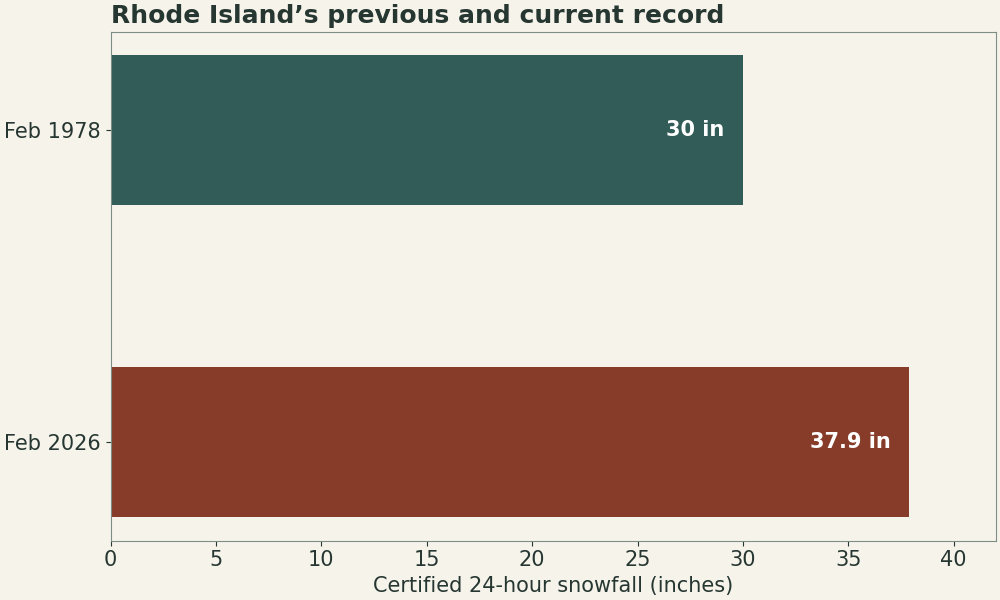 Rhode Island’s previous and current record
Feb 1978
30 in
Feb 2026
37.9 in
0 5 10 15 20 25 30 35 40
Certified 24-hour snowfall (inches)